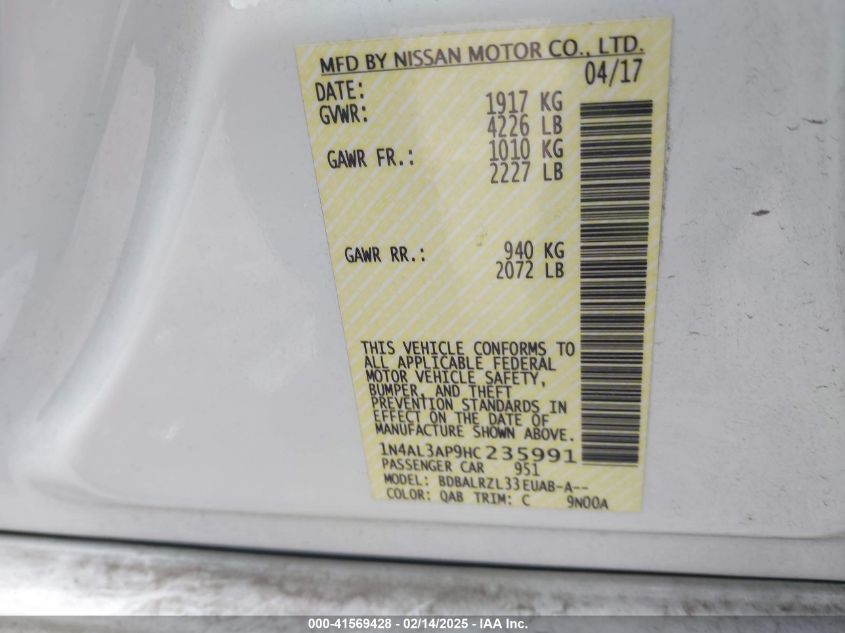 MFD BY NISSAN MOTOR CO., LTD.
DATE: 04/17
GVWR: 1917 KG
4226 LB
GAWR FR.: 1010 KG
2227 LB
GAWR RR.: 940 KG
2072 LB
THIS VEHICLE CONFORMS TO
ALL APPLICABLE FEDERAL
MOTOR VEHICLE SAFETY,
BUMPER, AND THEFT
PREVENTION STANDARDS IN
EFFECT ON THE DATE OF
MANUFACTURE SHOWN ABOVE.
1N4AL3AP9HC235991
PASSENGER CAR 951
MODEL: BDBALRZL33EUAB-A--
COLOR: QAB TRIM: C 9N00A
000-41569428 - 02/14/2025 - IAA Inc.